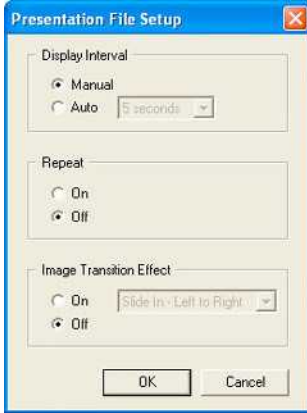 Presentation File Setup
Display Interval
Manual
Auto 5 seconds
Repeat
On
Off
Image Transition Effect
On Slide In - Left to Right
Off
OK Cancel